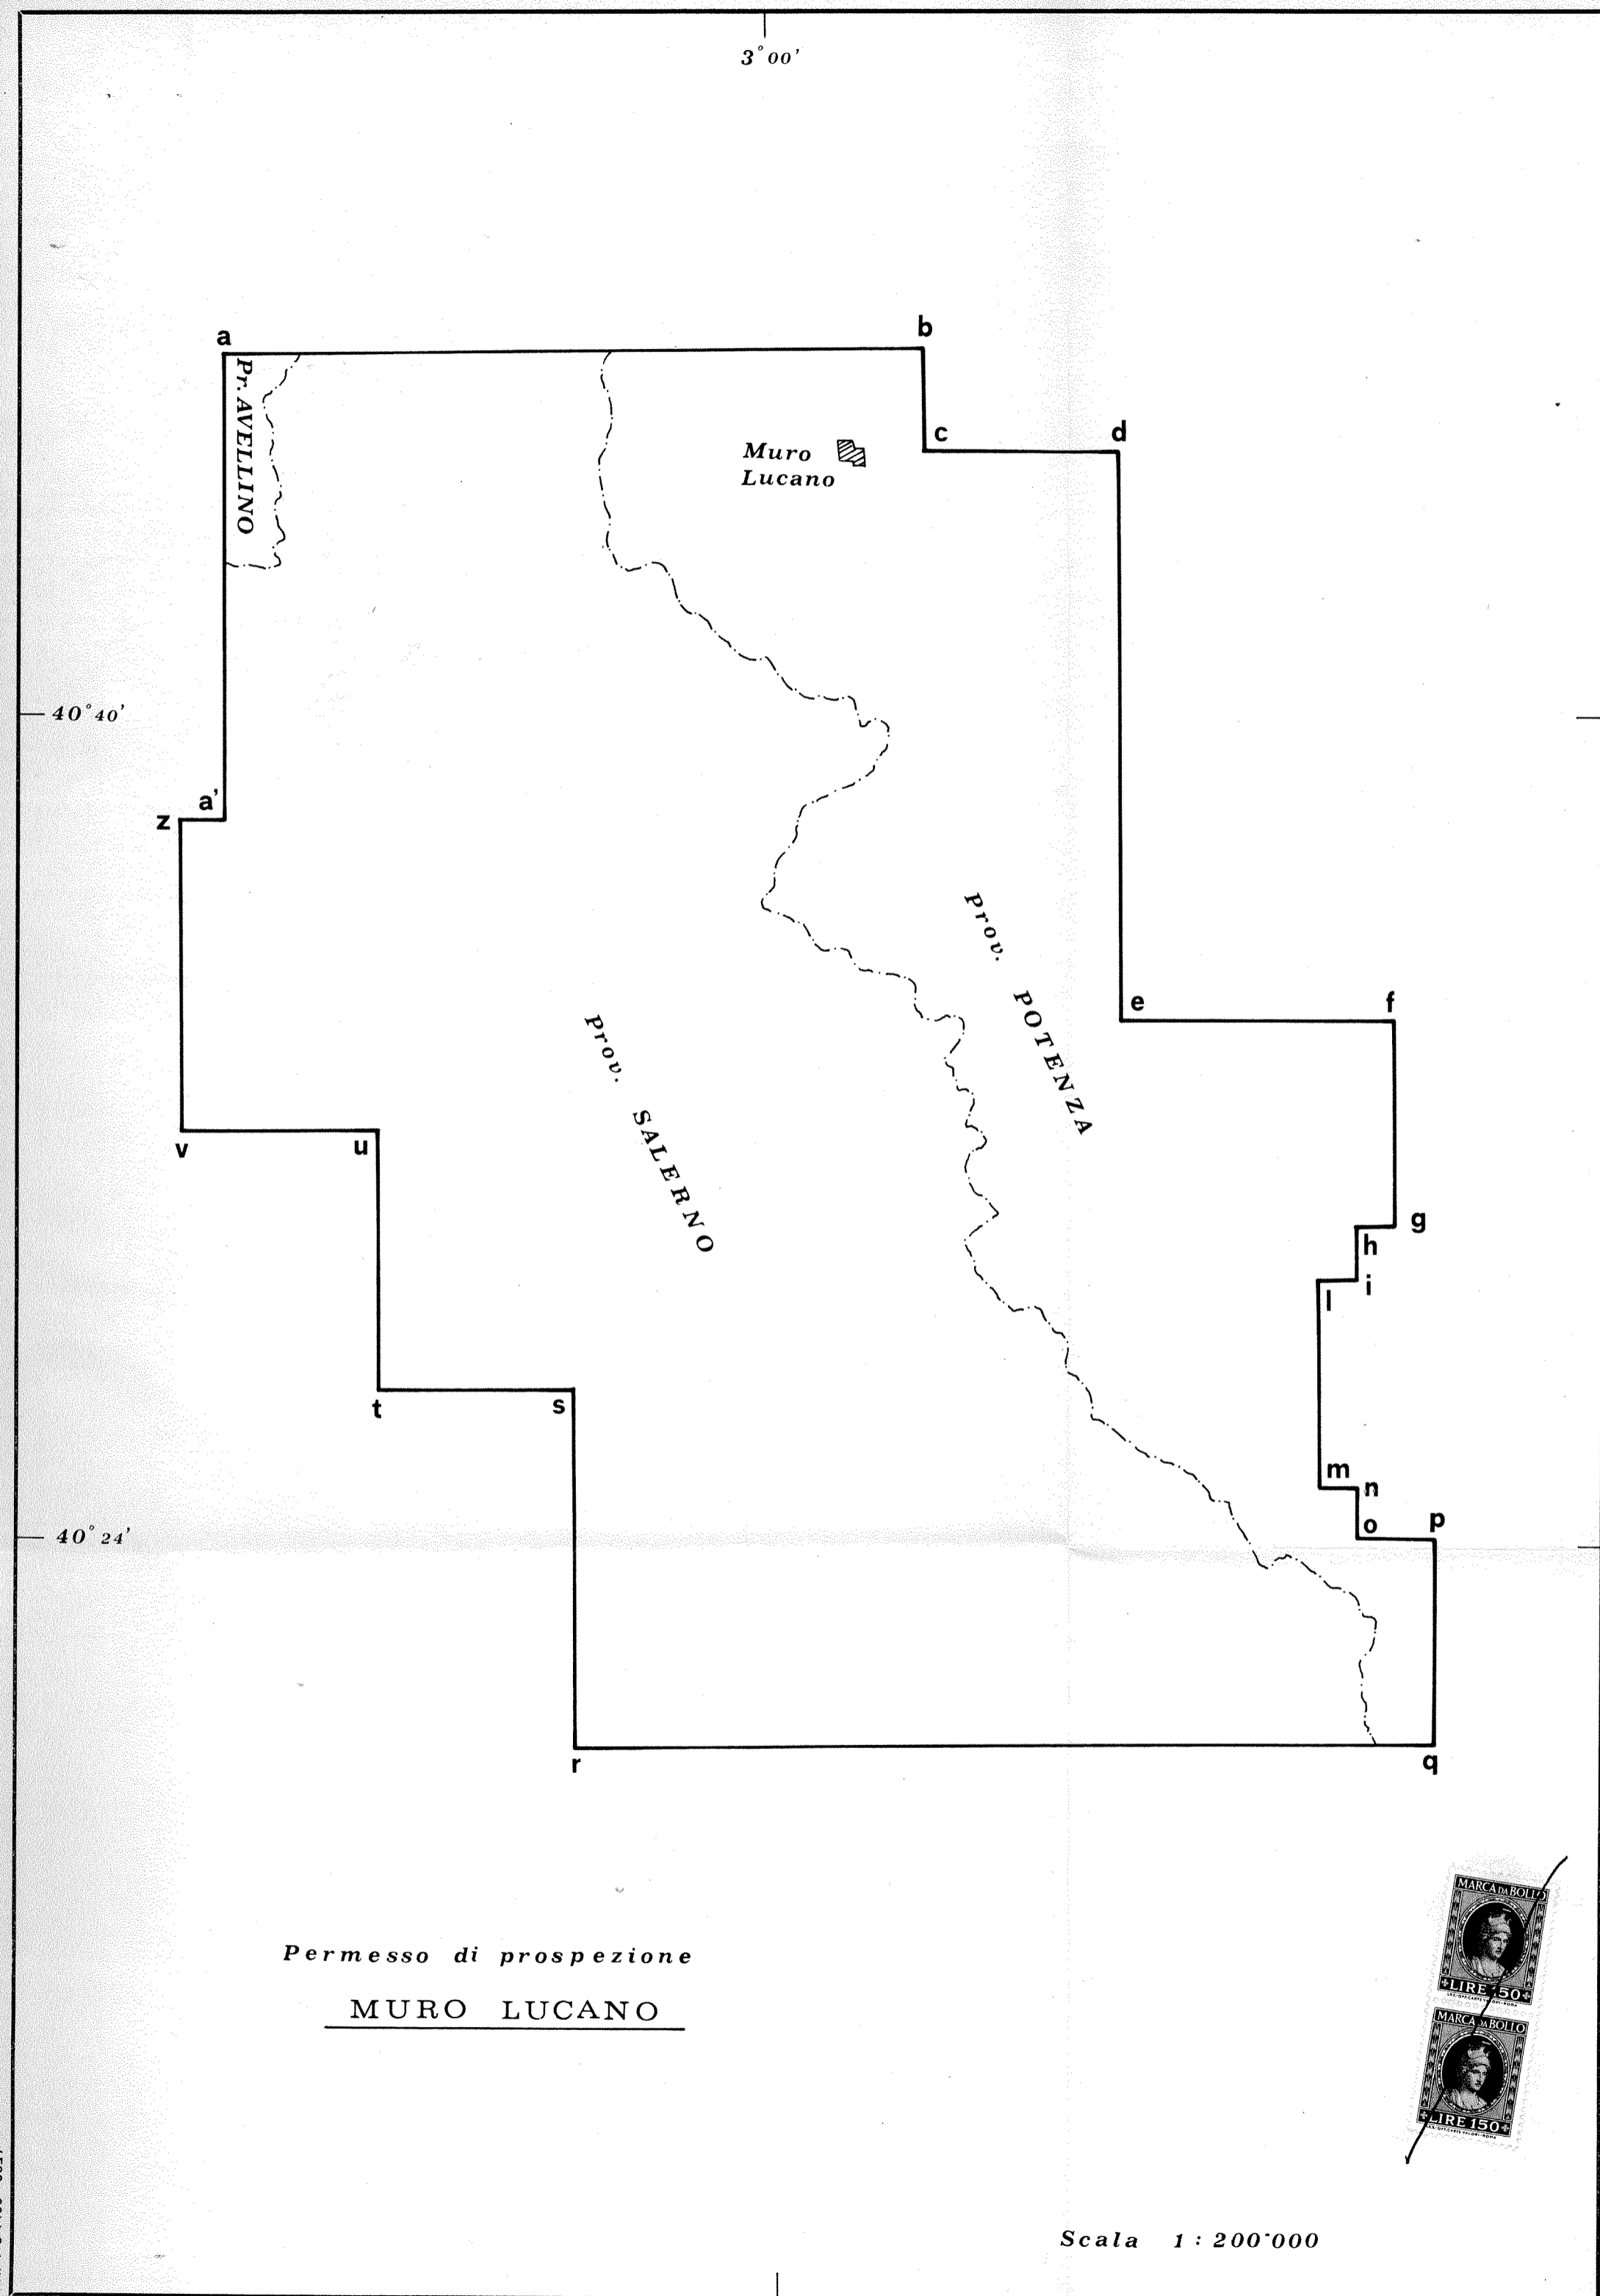 3°00'
a
b
Pr. AVELLINO
c
d
Muro
Lucano
40°40'
a'
z
Prov. POTENZA
e
f
Prov. SALERNO
v
u
g
h
i
l
t
s
m
n
o
p
40°24'
r
q
MARCA DA BOLLO
LIRE 150
MARCA DA BOLLO
LIRE 150
Permesso di prospezione
MURO LUCANO
Scala 1:200'000